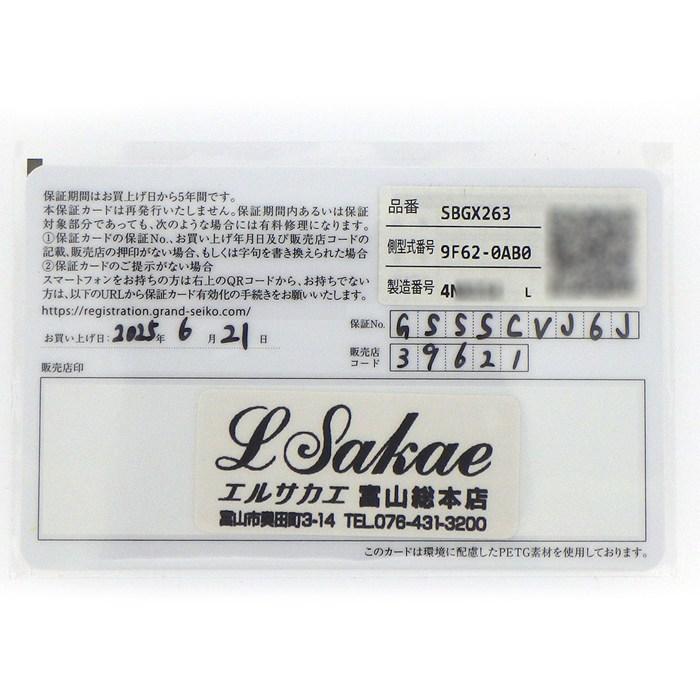 保証期間はお買上げ日から5年間です。
本保証カードは再発行いたしません。保証期間内あるいは保証
対象部分であっても、次のような場合には有料修理となります。
①保証カードの保証No.、お買い上げ年月日及び販売店コードの
記載、販売店の押印がない場合、もしくは字句を書き換えられた場合
②保証カードのご提示がない場合
スマートフォンをお持ちの方は右上のQRコードから、お持ちでない
方は、以下のURLから保証カード有効化の手続きをお願いいたします。
https://registration.grand-seiko.com/
お買い上げ日: 2025年 6月 21日
品番 SBGX263
側型式番号 9F62-0AB0
製造番号 4N L
保証No. GSSSCVJ6J
販売店
コード 39621
販売店印
L Sakae
エルサカエ 富山総本店
富山市奥田町3-14 TEL.076-431-3200
このカードは環境に配慮したPETG素材を使用しております。